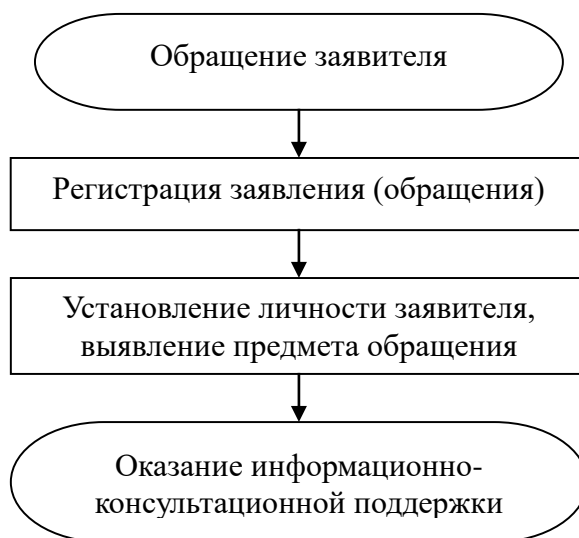 Обращение заявителя
Регистрация заявления (обращения)
Установление личности заявителя,
выявление предмета обращения
Оказание информационно-
консультационной поддержки